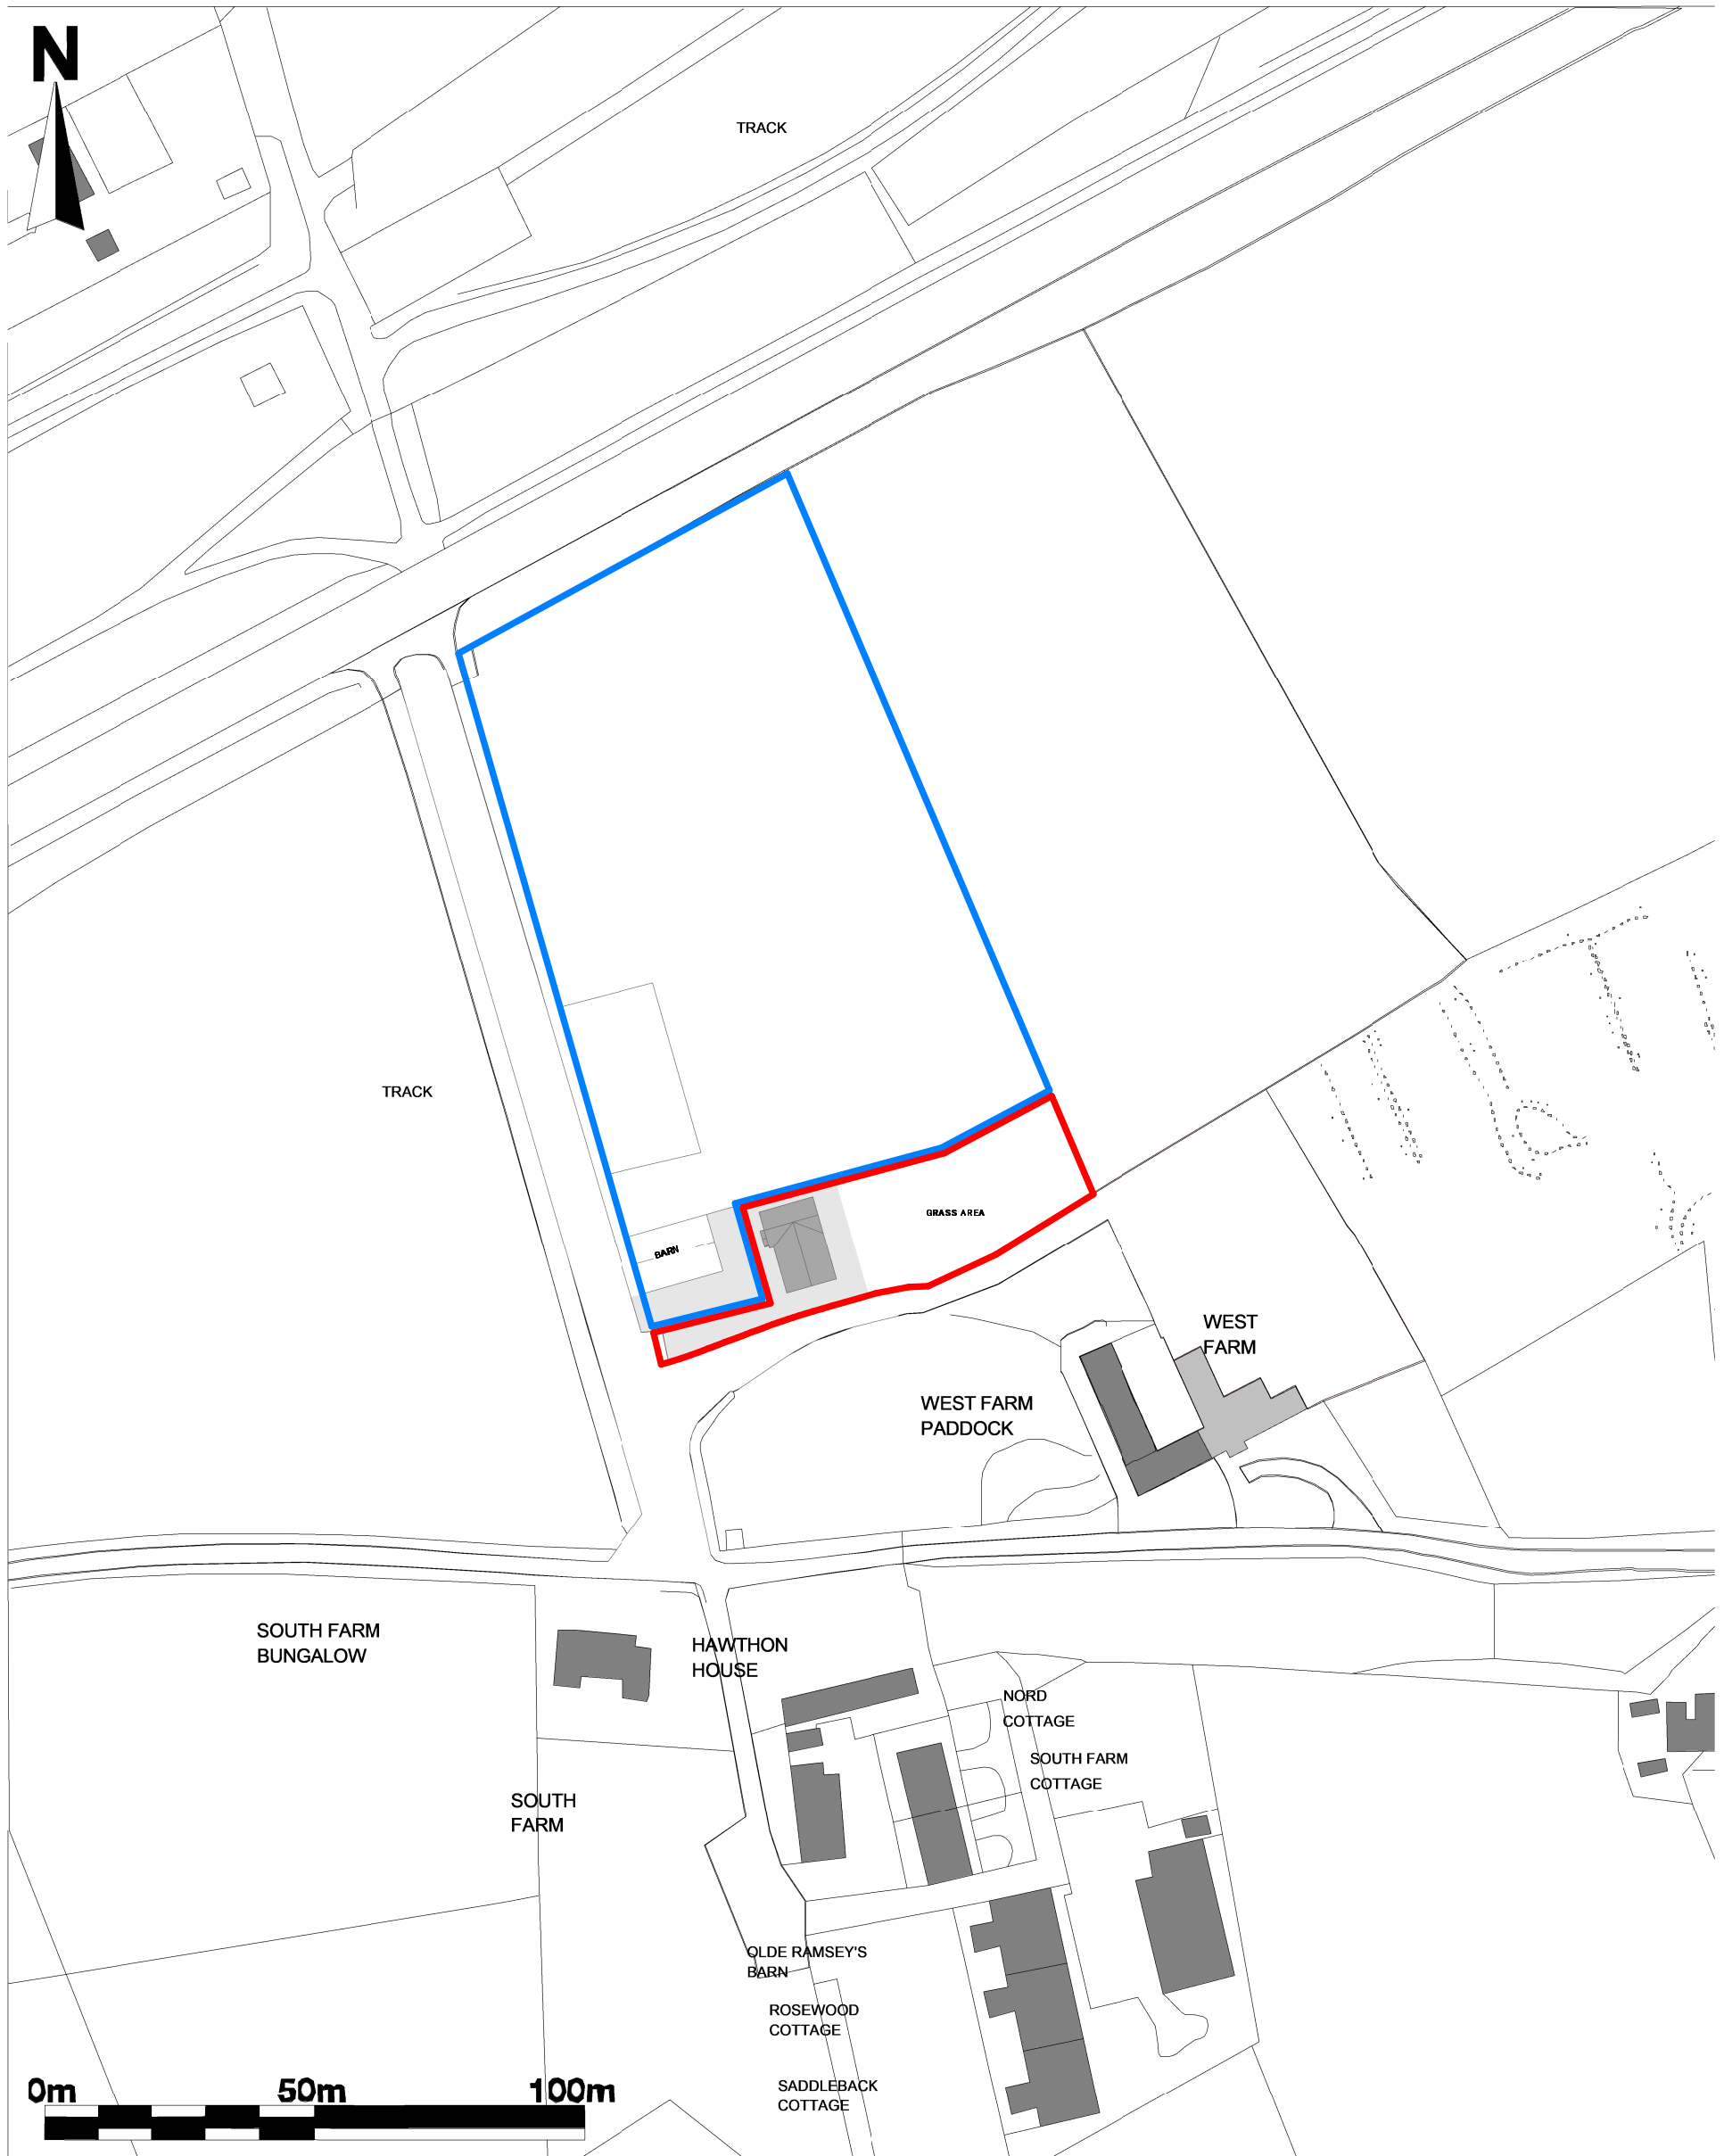 N
TRACK
TRACK
GRASS AREA
BARN
WEST
FARM
WEST FARM
PADDOCK
SOUTH FARM
BUNGALOW
HAWTHON
HOUSE
NORD
COTTAGE
SOUTH FARM
COTTAGE
SOUTH
FARM
OLDE RAMSEY'S
BARN
ROSEWOOD
COTTAGE
SADDLEBACK
COTTAGE
0m 50m 100m